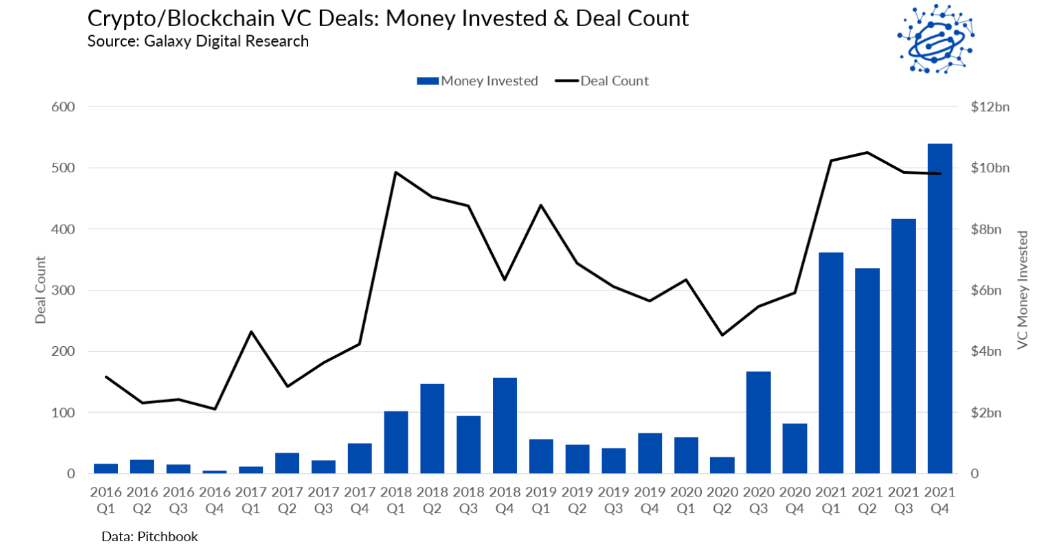 Crypto/Blockchain VC Deals: Money Invested & Deal Count
Source: Galaxy Digital Research
Money Invested Deal Count
600 $12bn
500 $10bn
400 $8bn
300 $6bn
200 $4bn
100 $2bn
0 0
Deal Count
VC Money Invested
2016 2016 2016 2016 2017 2017 2017 2017 2018 2018 2018 2018 2019 2019 2019 2019 2020 2020 2020 2020 2021 2021 2021 2021
Q1 Q2 Q3 Q4 Q1 Q2 Q3 Q4 Q1 Q2 Q3 Q4 Q1 Q2 Q3 Q4 Q1 Q2 Q3 Q4 Q1 Q2 Q3 Q4
Data: Pitchbook